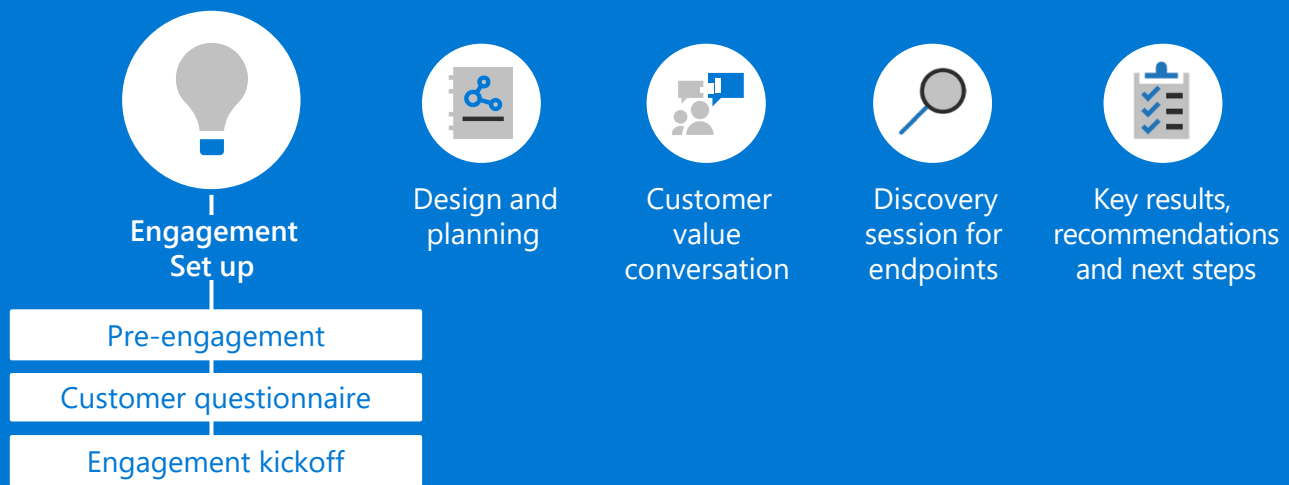 Engagement
Set up
Pre-engagement
Customer questionnaire
Engagement kickoff
Design and
planning
Customer
value
conversation
Discovery
session for
endpoints
Key results,
recommendations
and next steps